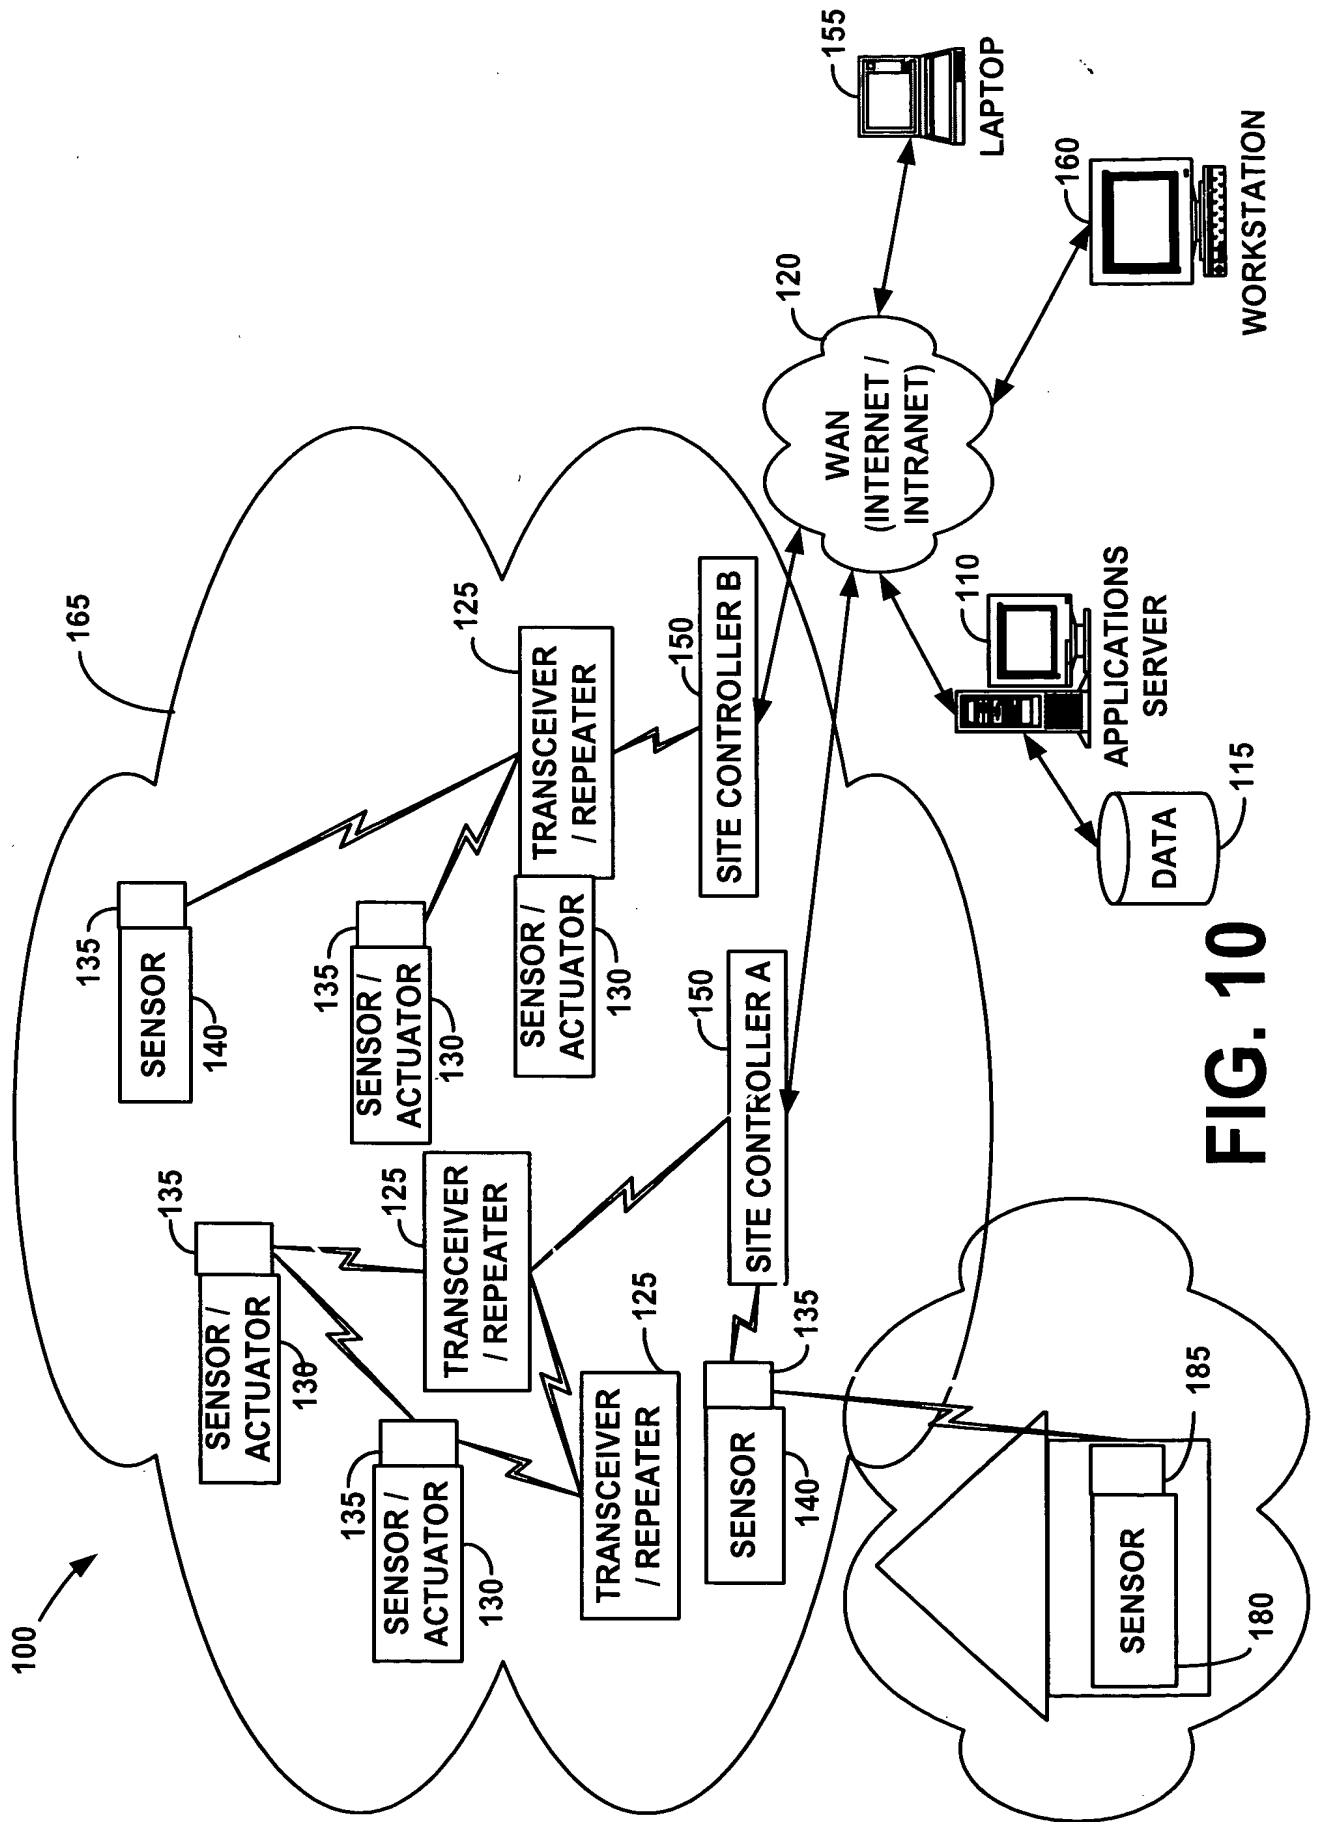 100
165
135
SENSOR
140
135
SENSOR /
ACTUATOR
130
135
SENSOR /
ACTUATOR
130
125
TRANSCEIVER
/ REPEATER
SENSOR /
ACTUATOR
130
125
TRANSCEIVER
/ REPEATER
135
SENSOR /
ACTUATOR
130
125
TRANSCEIVER
/ REPEATER
150
SITE CONTROLLER B
150
SITE CONTROLLER A
135
SENSOR
140
120
WAN
(INTERNET /
INTRANET)
155
LAPTOP
160
WORKSTATION
110
APPLICATIONS
SERVER
DATA
115
185
SENSOR
180
FIG. 10